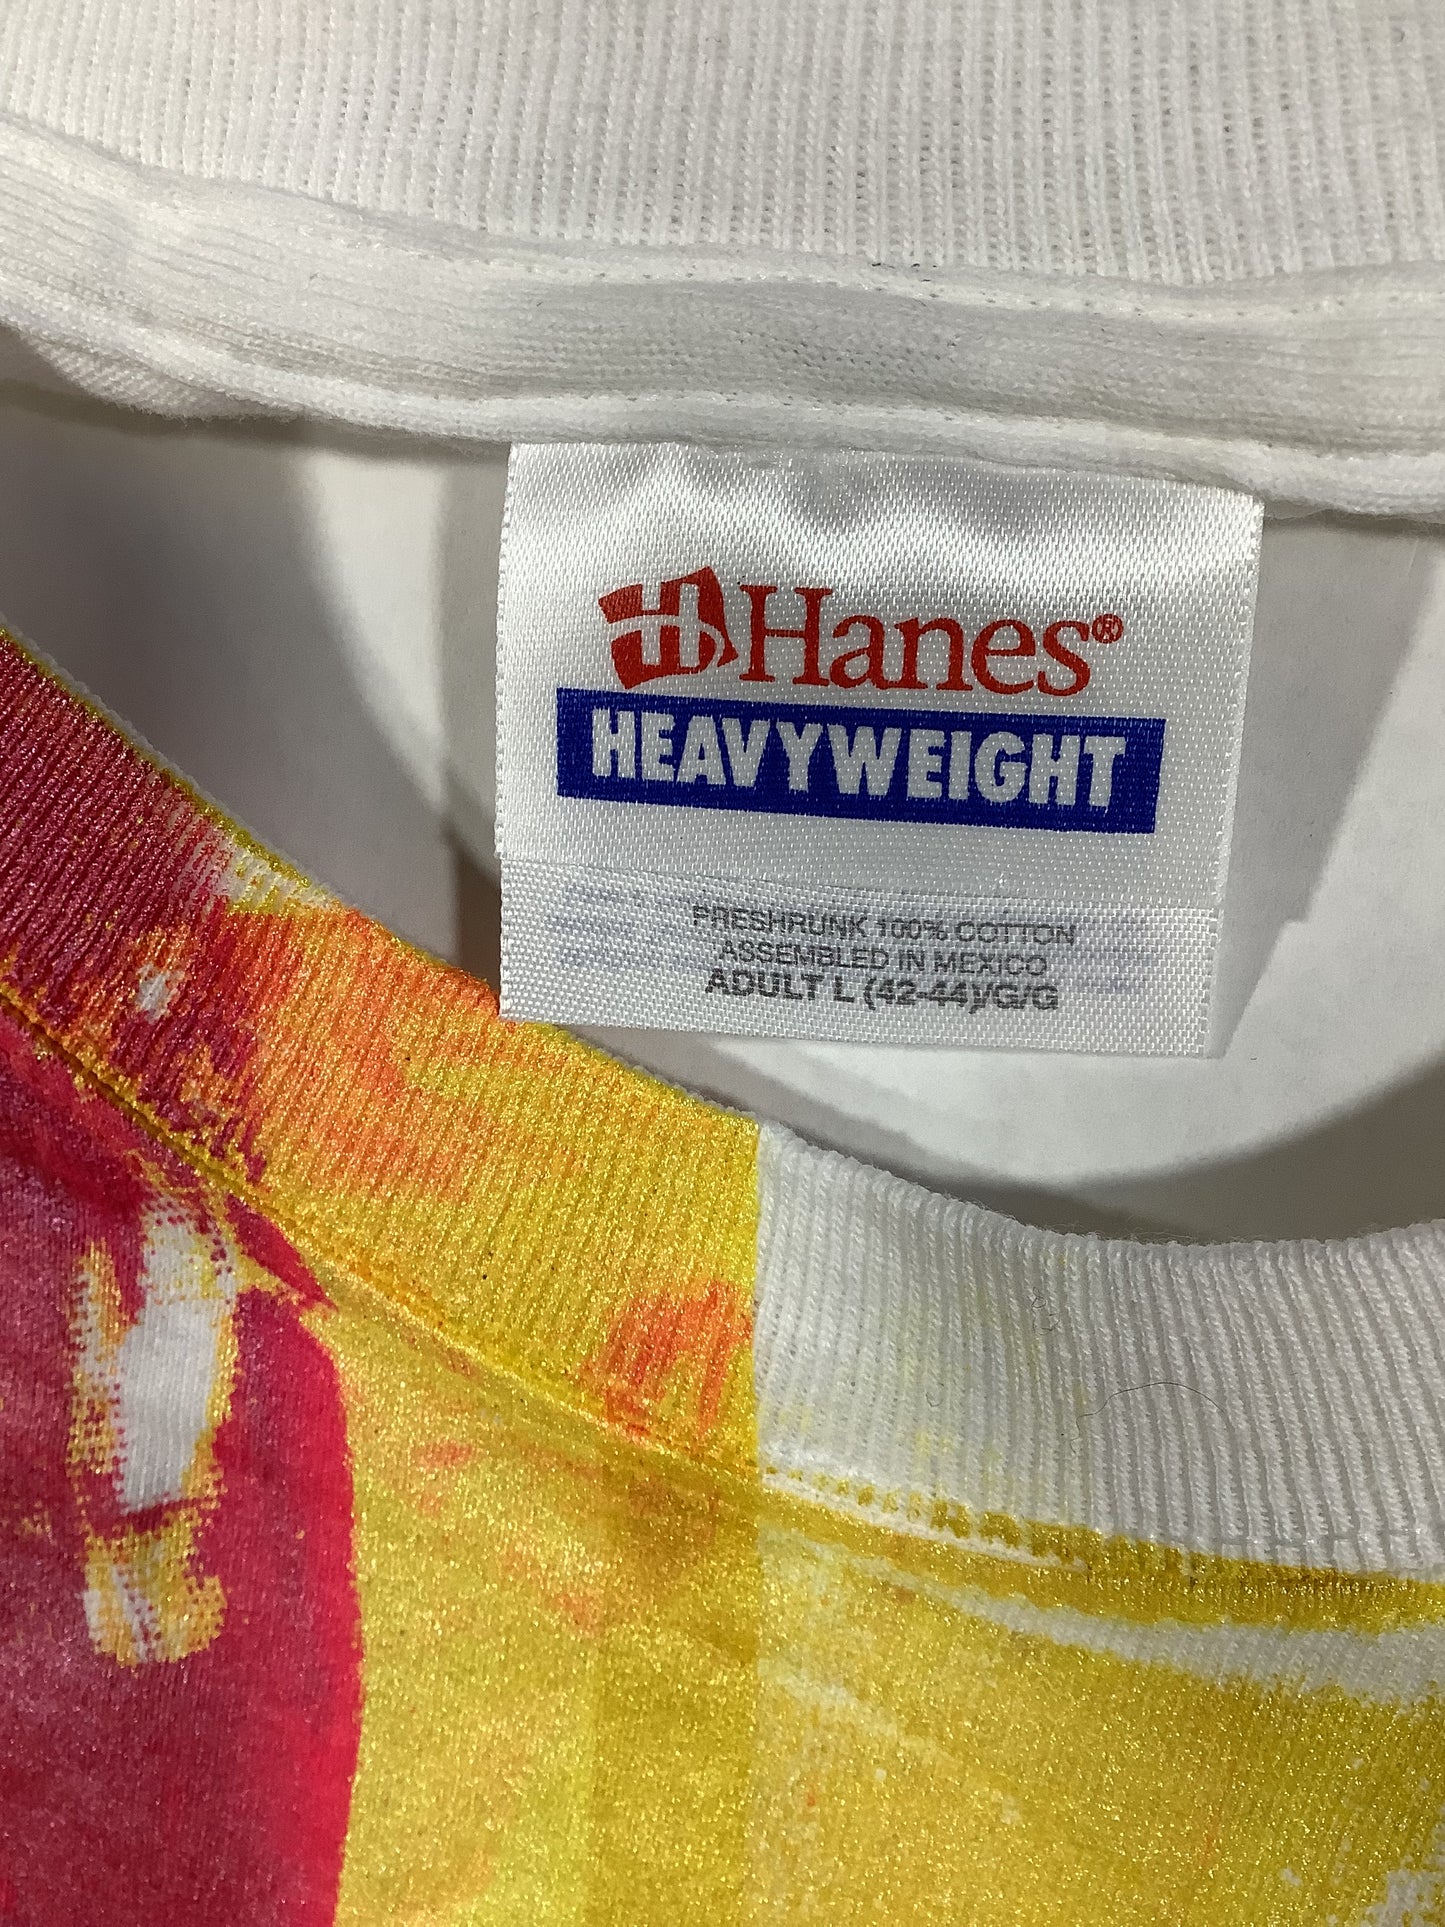 H Hanes®
HEAVYWEIGHT
PRESHRUNK 100% COTTON
ASSEMBLED IN MEXICO
ADULT L (42-44)/G/G